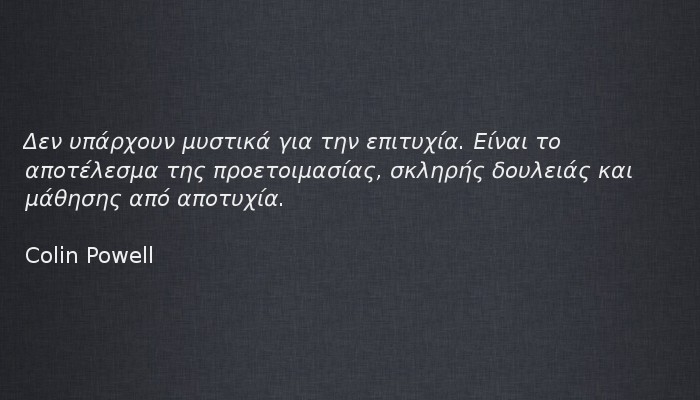 Δεν υπάρχουν μυστικά για την επιτυχία. Είναι το
αποτέλεσμα της προετοιμασίας, σκληρής δουλειάς και
μάθησης από αποτυχία.
Colin Powell